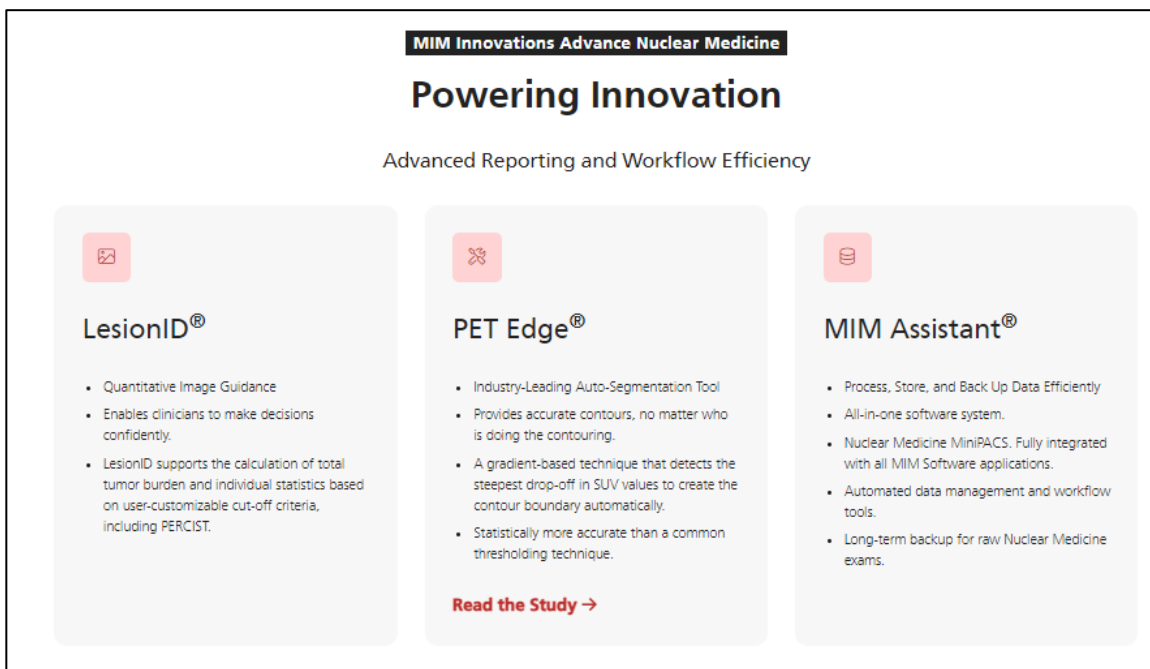 MIM Innovations Advance Nuclear Medicine
Powering Innovation
Advanced Reporting and Workflow Efficiency
LesionID®
• Quantitative Image Guidance
• Enables clinicians to make decisions
confidently.
• LesionID supports the calculation of total
tumor burden and individual statistics based
on user-customizable cut-off criteria,
including PERCIST.
PET Edge®
• Industry-Leading Auto-Segmentation Tool
• Provides accurate contours, no matter who
is doing the contouring.
• A gradient-based technique that detects the
steepest drop-off in SUV values to create the
contour boundary automatically.
• Statistically more accurate than a common
thresholding technique.
Read the Study →
MIM Assistant®
• Process, Store, and Back Up Data Efficiently
• All-in-one software system.
• Nuclear Medicine MiniPACS. Fully integrated
with all MIM Software applications.
• Automated data management and workflow
tools.
• Long-term backup for raw Nuclear Medicine
exams.